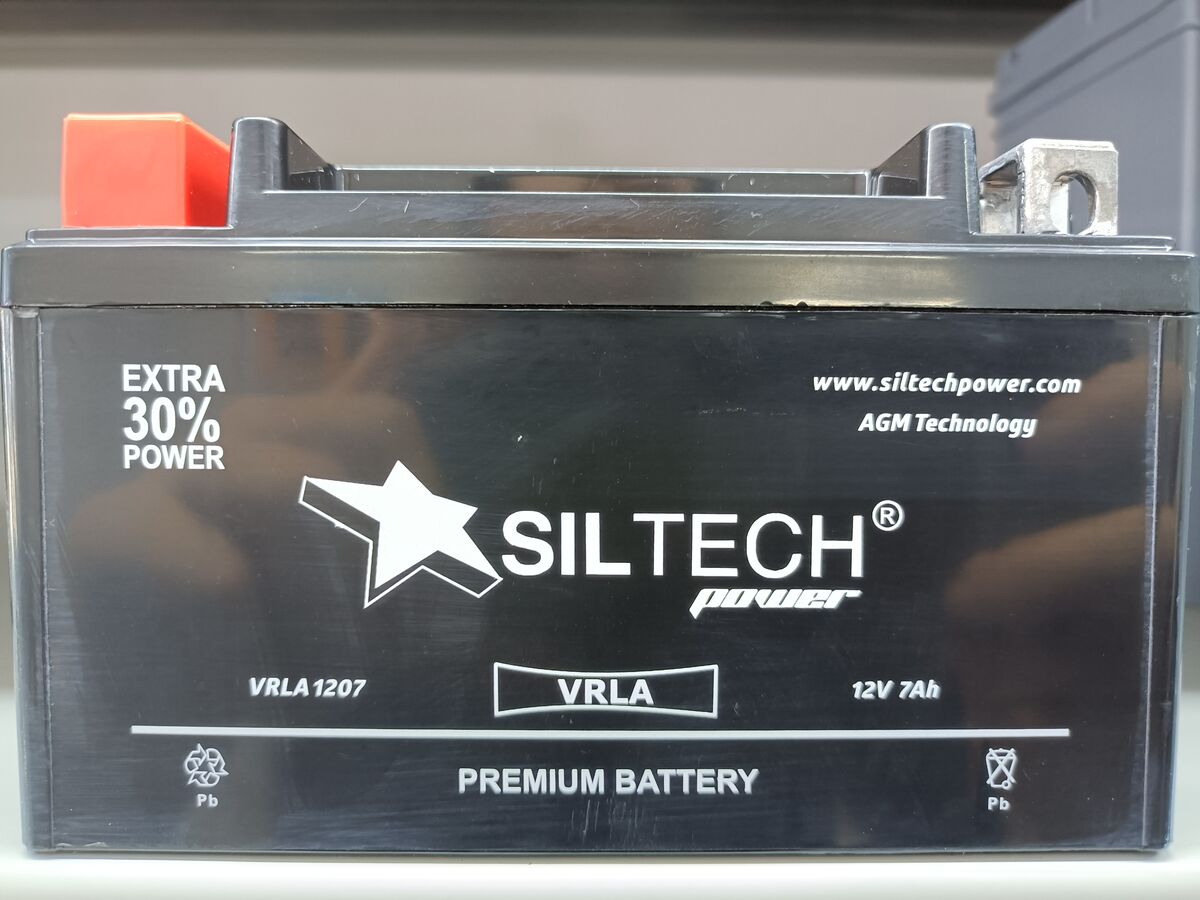 EXTRA
30%
POWER
www.siltechpower.com
AGM Technology
SILTECH®
power
VRLA 1207
VRLA
12V 7Ah
Pb
PREMIUM BATTERY
Pb